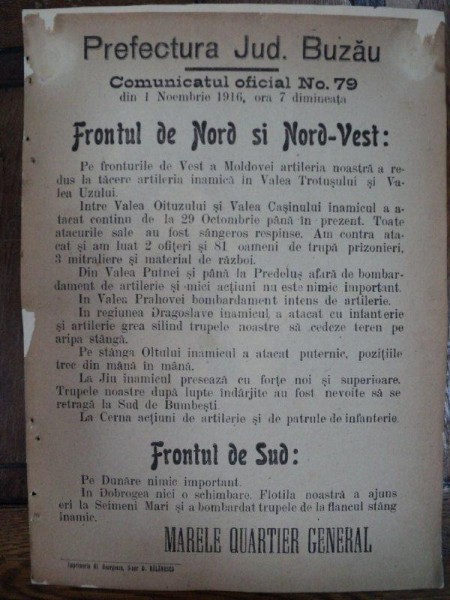 Prefectura Jud. Buzău
Comunicatul oficial No. 79
din 1 Noembrie 1916, ora 7 dimineața
Frontul de Nord si Nord-Vest:
Pe fronturile de Vest a Moldovei artileria noastră a re-
dus la tăcere artileria inamică in Valea Trotușului și Va-
lea Uzului.
Intre Valea Oituzului și Valea Cașinului inamicul a a-
tacat continu de la 29 Octombrie până in prezent. Toate
atacurile sale au fost sângeros respinse. Am contra ata-
cat și am luat 2 ofițeri și 81 oameni de trupă prizonieri,
3 mitraliere și material de război.
Din Valea Putnei și până la Predeluș afară de bombar-
dament de artilerie și mici acțiuni nu este nimic important.
In Valea Prahovei bombardament intens de artilerie.
In regiunea Dragoslave inamicul a atacat cu infanterie
și artilerie grea silind trupele noastre să cedeze teren pe
aripa stângă.
Pe stânga Oltului inamicul a atacat puternic, pozițiile
trec din mână in mână.
La Jiu inamicul presează cu forțe noi și superioare.
Trupele noastre după lupte indârjite au fost nevoite să se
retragă la Sud de Bumbești.
La Cerna acțiuni de artilerie și de patrule de infanterie.
Frontul de Sud:
Pe Dunăre nimic important.
In Dobrogea nici o schimbare. Flotila noastră a ajuns
eri la Seimeni Mari și a bombardat trupele de la flancul stâng
inamic.
MARELE QUARTIER GENERAL
Imprimeria Al. Georgescu,